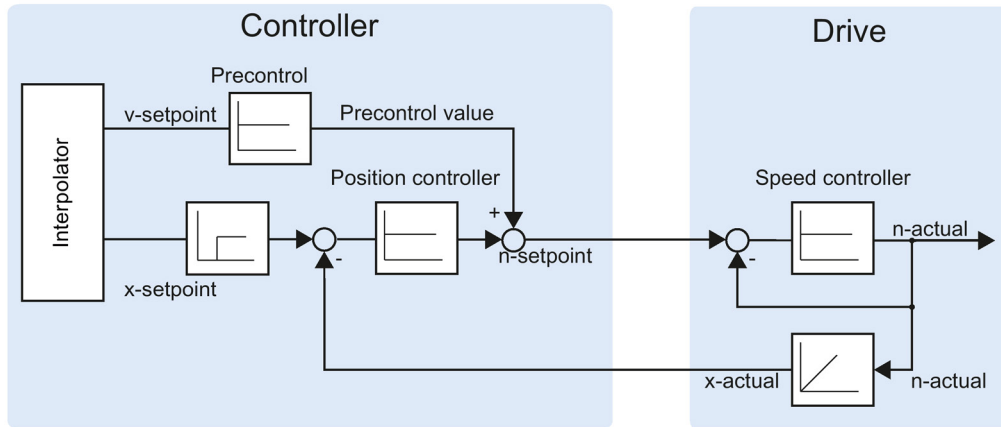 Controller
Drive
Precontrol
v-setpoint
Precontrol value
Interpolator
Position controller
Speed controller
+
n-actual
-
n-setpoint
-
x-setpoint
x-actual
n-actual